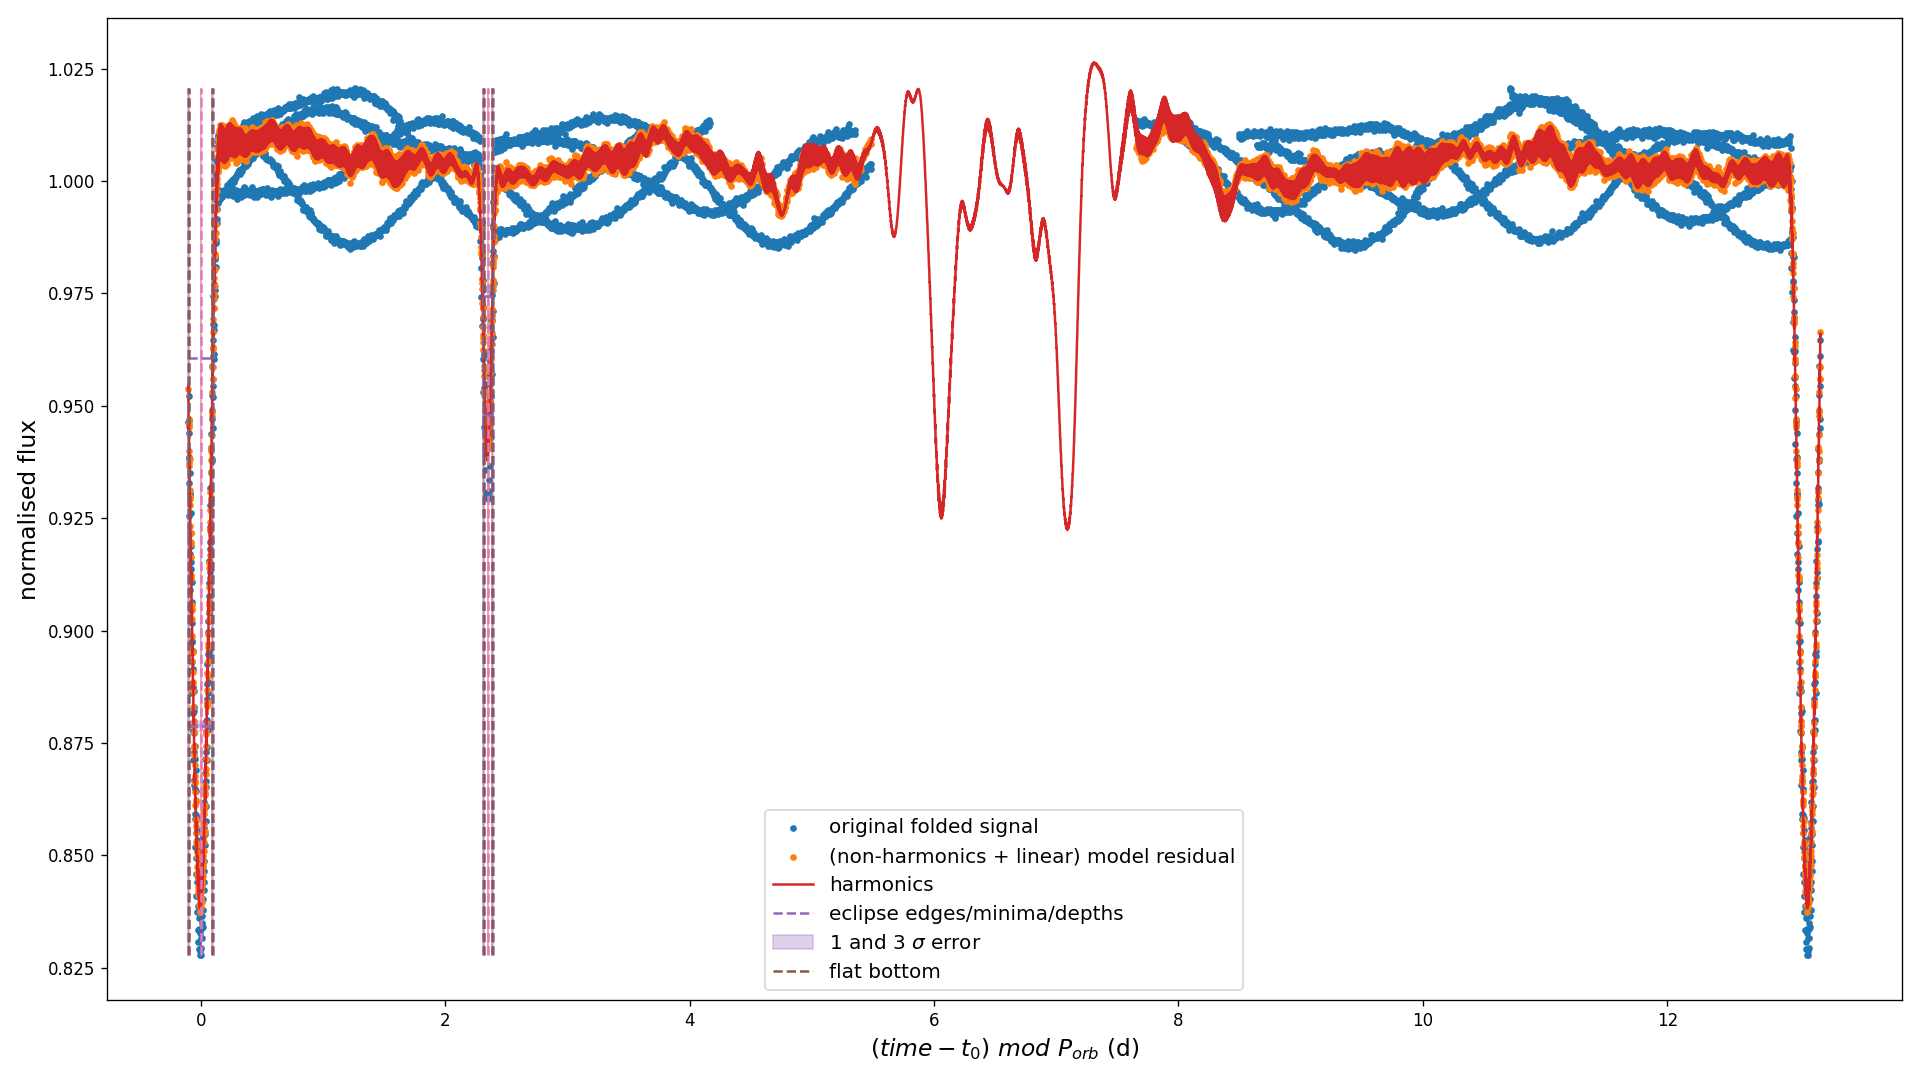 1.025
1.000
0.975
0.950
0.925
0.900
0.875
0.850
0.825
normalised flux
original folded signal
(non-harmonics + linear) model residual
harmonics
eclipse edges/minima/depths
1 and 3 σ error
flat bottom
0 2 4 6 8 10 12
(time − t₀) mod P_orb (d)